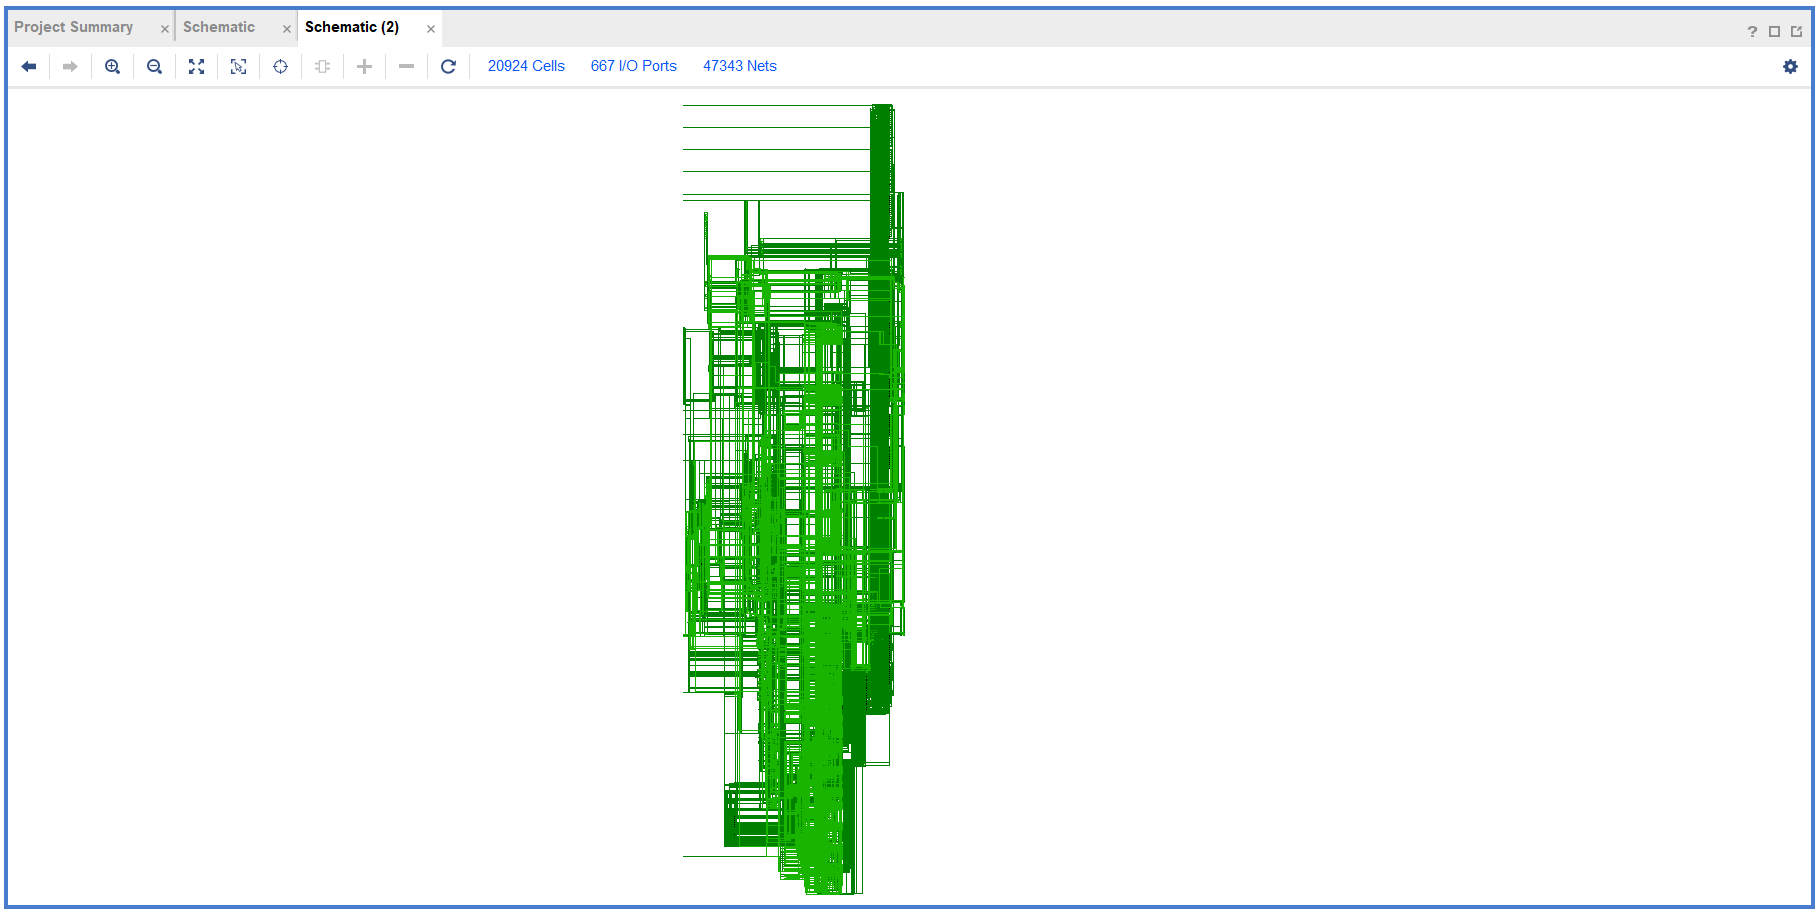 Project Summary × Schematic × Schematic (2) ×
?
20924 Cells 667 I/O Ports 47343 Nets